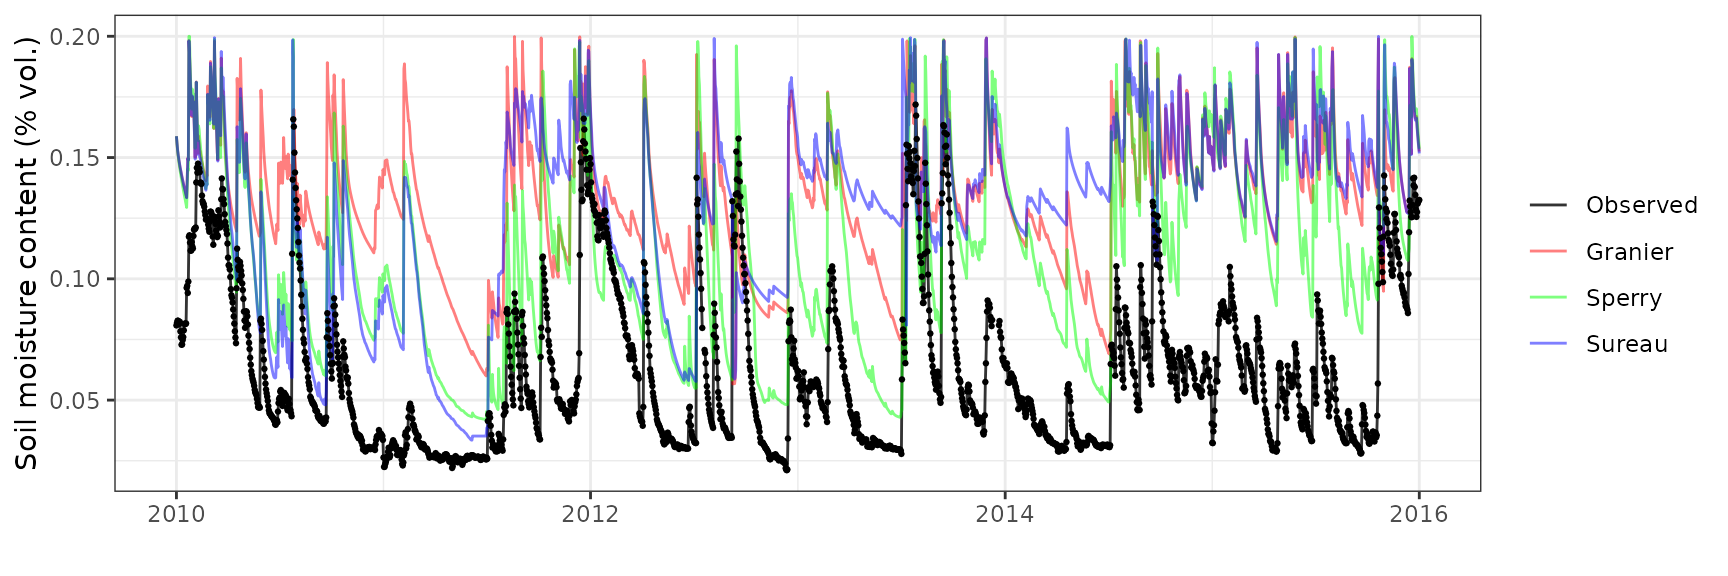 Soil moisture content (% vol.)
0.20
0.15
0.10
0.05
2010
2012
2014
2016
Observed
Granier
Sperry
Sureau